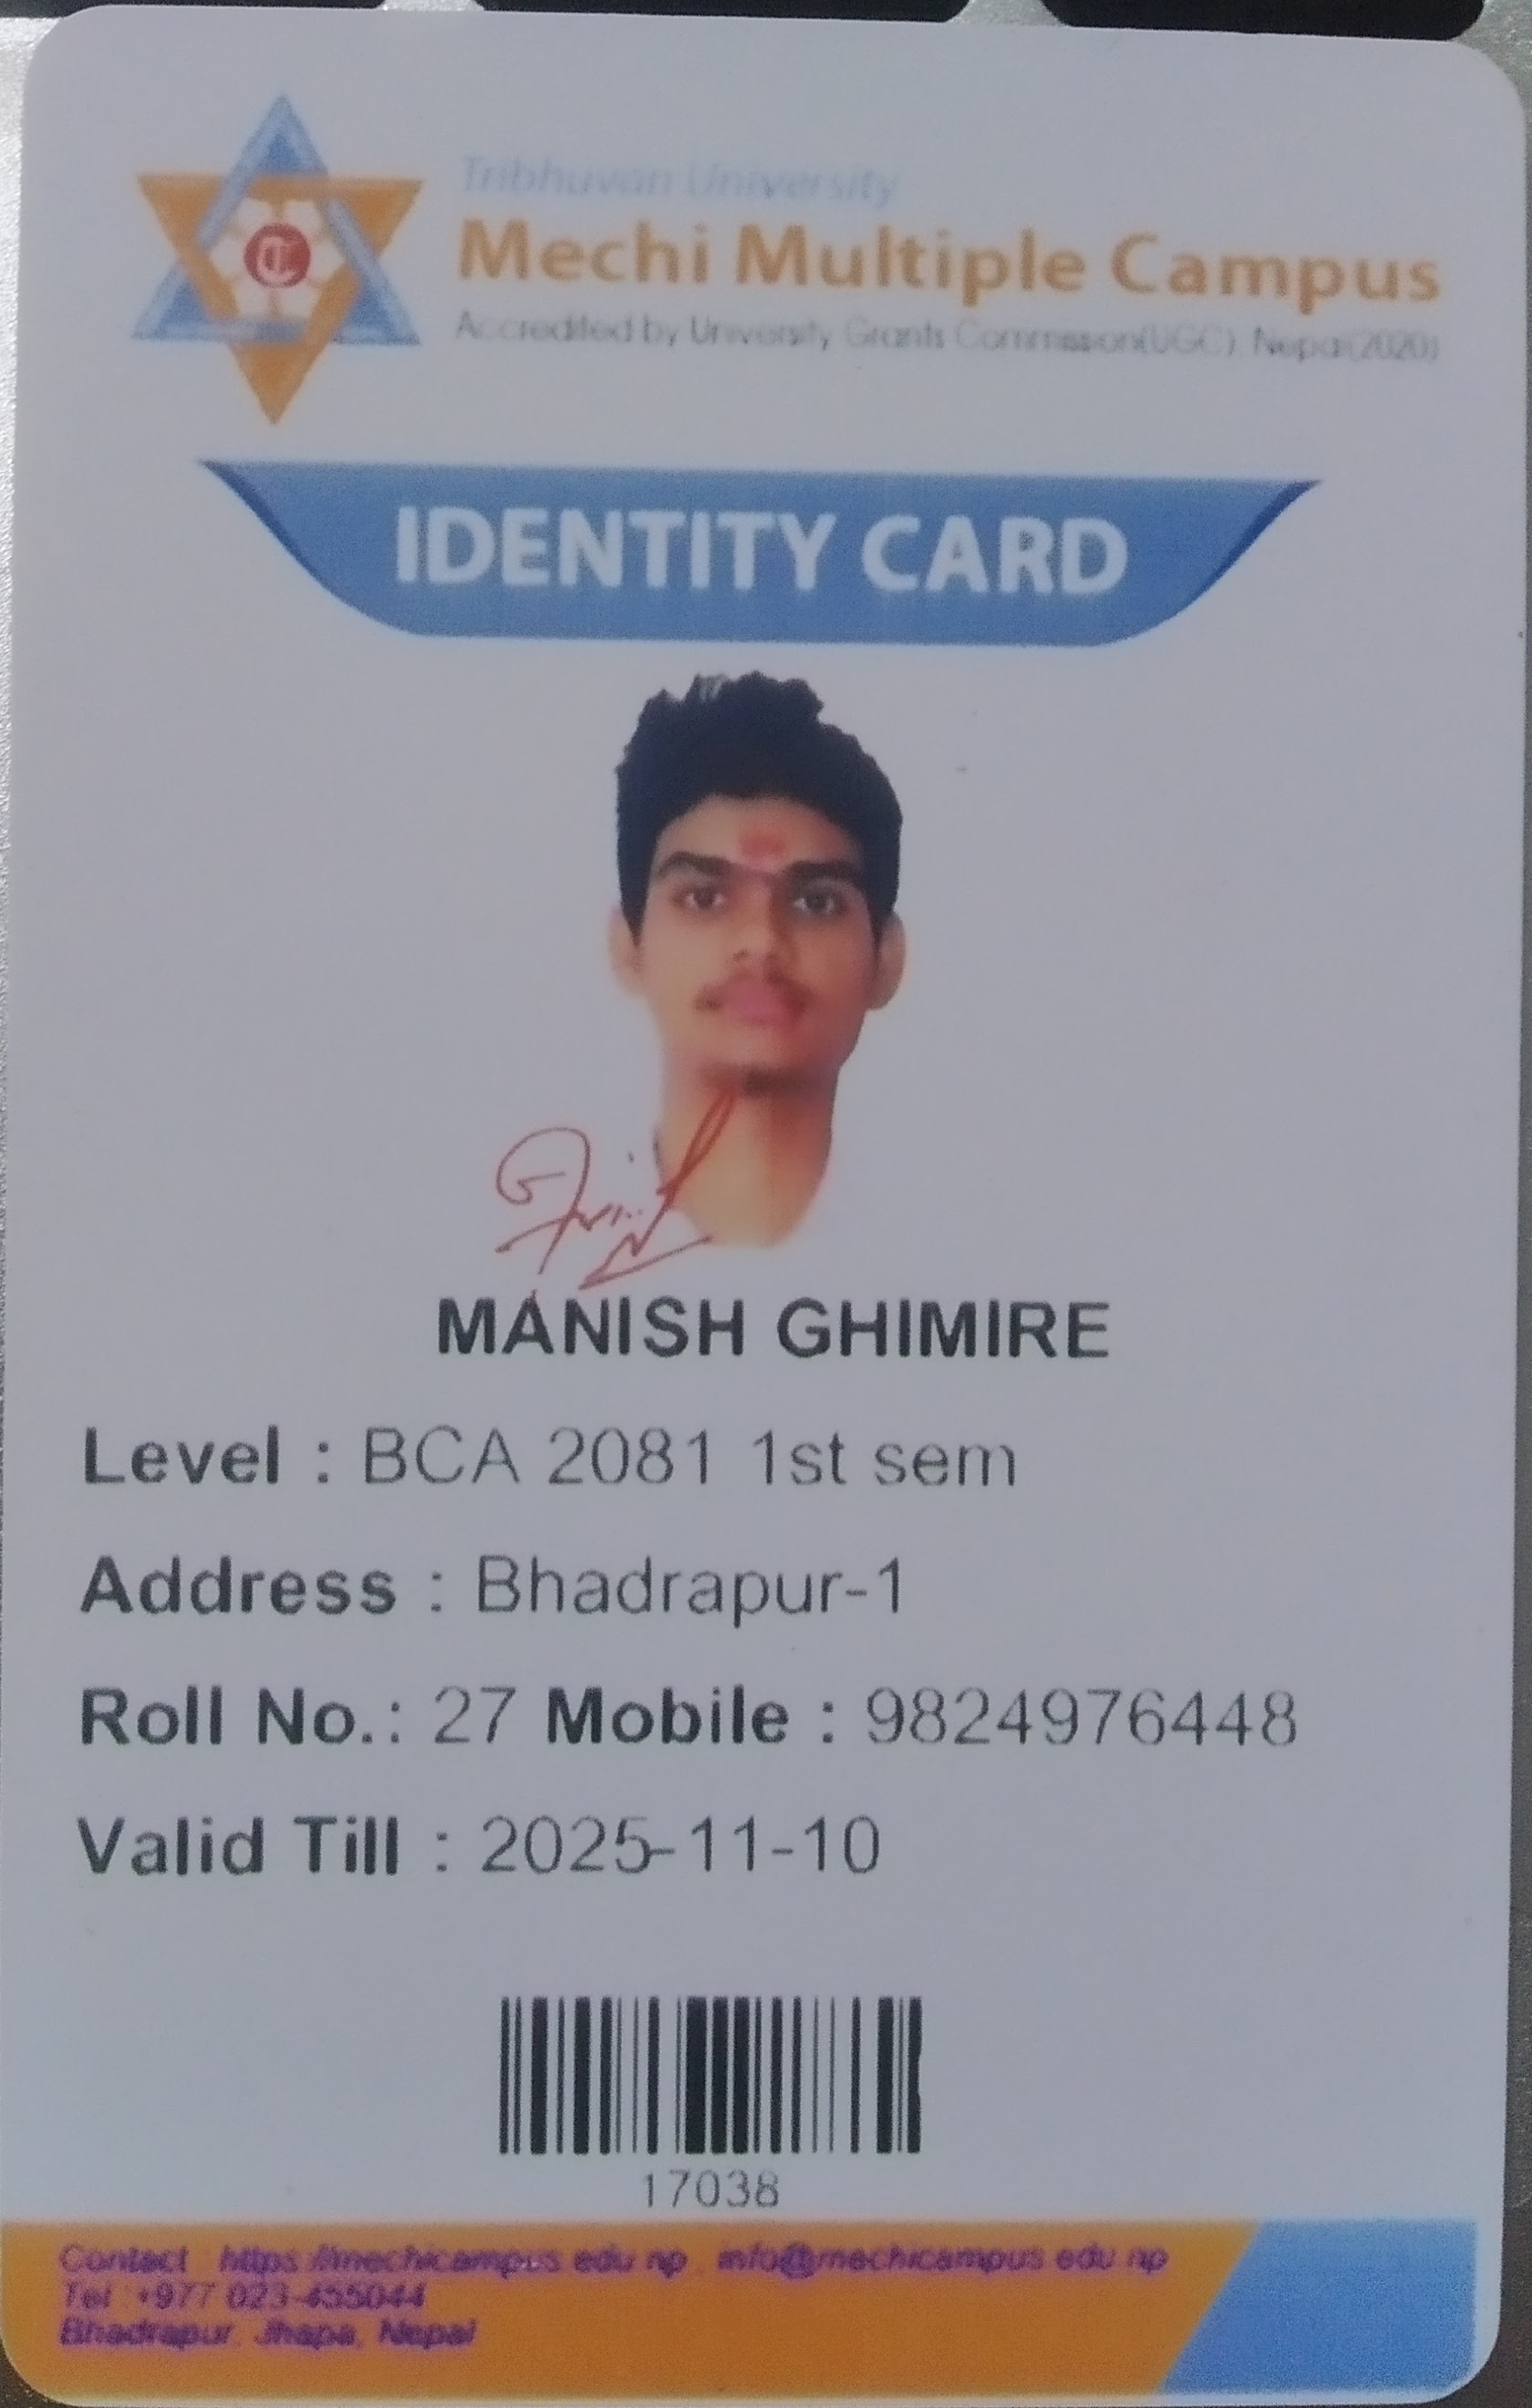 Tribhuvan University
Mechi Multiple Campus
Accredited by University Grants Commission(UGC), Nepal(2020)
IDENTITY CARD
MANISH GHIMIRE
Level : BCA 2081 1st sem
Address : Bhadrapur-1
Roll No.: 27 Mobile : 9824976448
Valid Till : 2025-11-10
17038
Contact : https://mechicampus.edu.np , info@mechicampus.edu.np
Tel : +977 023-455044
Bhadrapur, Jhapa, Nepal